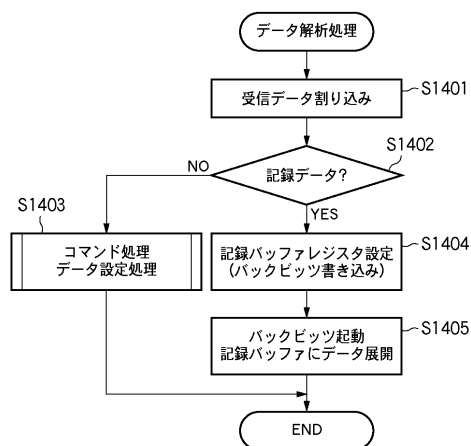 データ解析処理
受信データ割り込み
S1401
S1402
記録データ?
NO
YES
S1403
コマンド処理
データ設定処理
記録バッファレジスタ設定
(バックビッツ書き込み)
S1404
バックビッツ起動
記録バッファにデータ展開
S1405
END